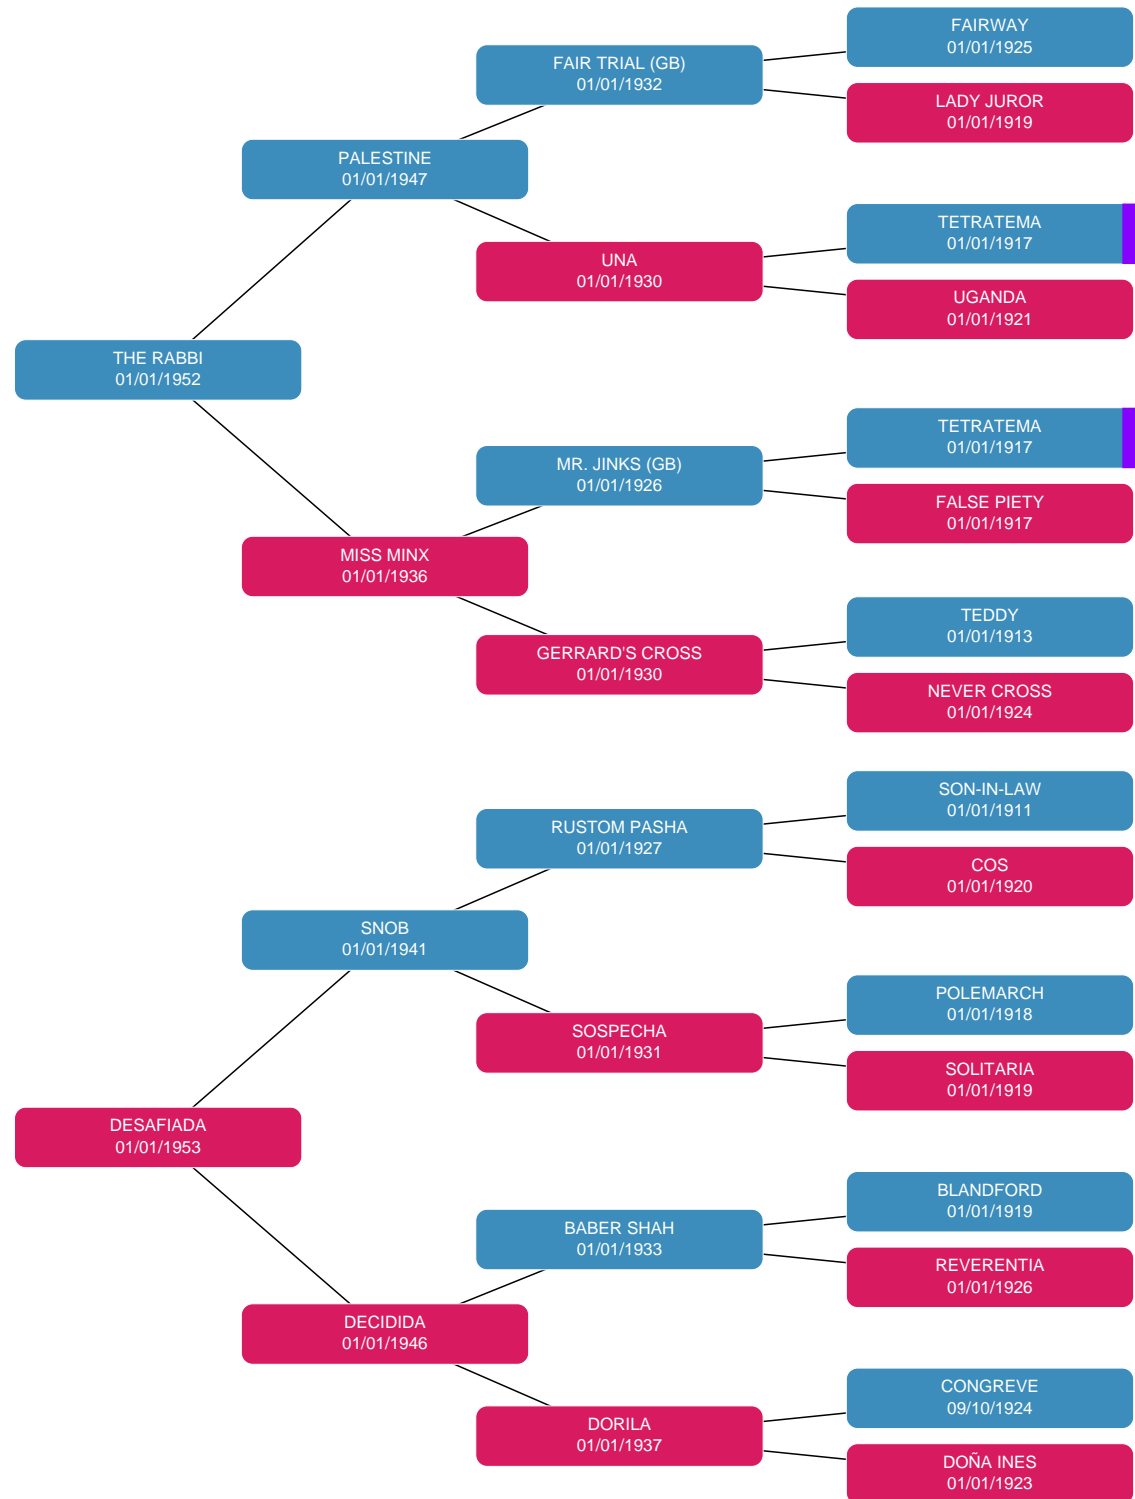 FAIRWAY
01/01/1925
FAIR TRIAL (GB)
01/01/1932
LADY JUROR
01/01/1919
PALESTINE
01/01/1947
TETRATEMA
01/01/1917
UNA
01/01/1930
UGANDA
01/01/1921
THE RABBI
01/01/1952
TETRATEMA
01/01/1917
MR. JINKS (GB)
01/01/1926
FALSE PIETY
01/01/1917
MISS MINX
01/01/1936
TEDDY
01/01/1913
GERRARD'S CROSS
01/01/1930
NEVER CROSS
01/01/1924
SON-IN-LAW
01/01/1911
RUSTOM PASHA
01/01/1927
COS
01/01/1920
SNOB
01/01/1941
POLEMARCH
01/01/1918
SOSPECHA
01/01/1931
SOLITARIA
01/01/1919
DESAFIADA
01/01/1953
BLANDFORD
01/01/1919
BABER SHAH
01/01/1933
REVERENTIA
01/01/1926
DECIDIDA
01/01/1946
CONGREVE
09/10/1924
DORILA
01/01/1937
DOÑA INES
01/01/1923